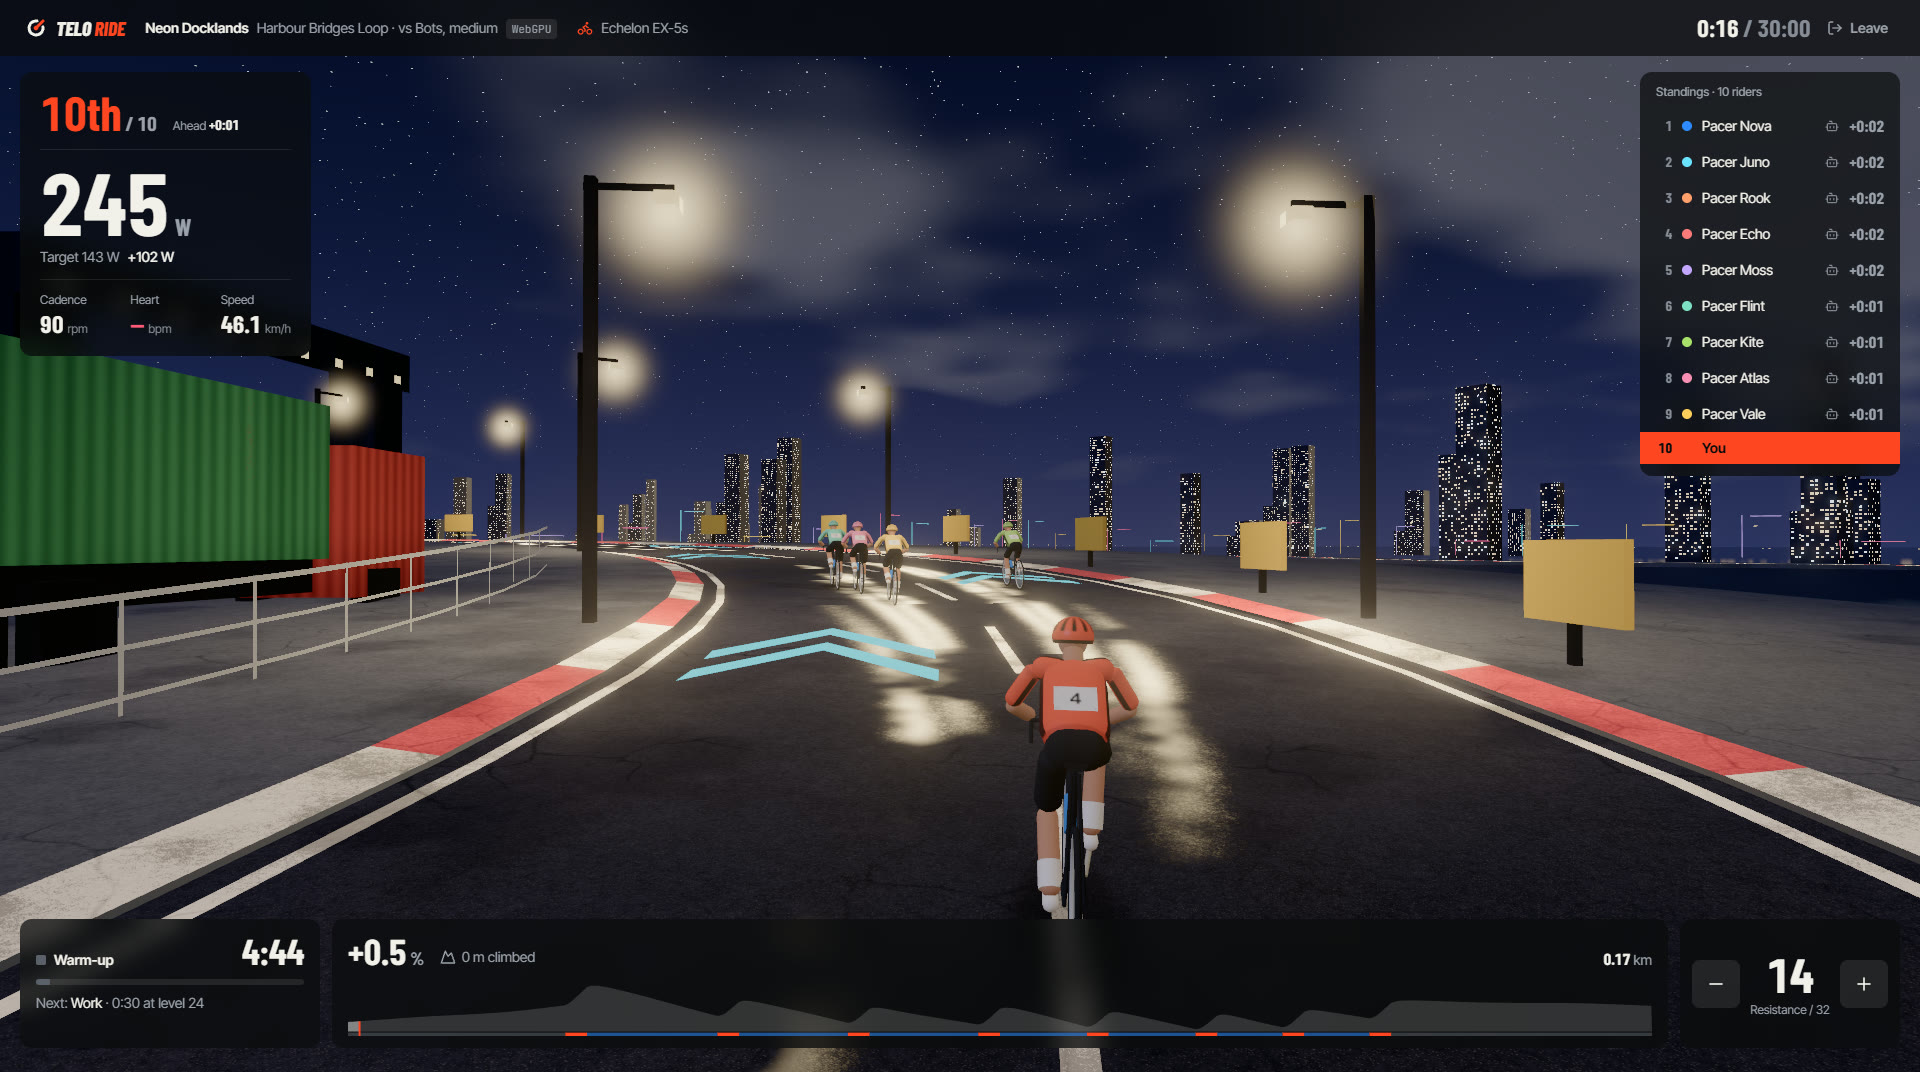 TELO RIDE Neon Docklands Harbour Bridges Loop · vs Bots, medium WebGPU Echelon EX-5s 0:16 / 30:00 Leave
10th / 10 Ahead +0:01
245 W
Target 143 W +102 W
Cadence Heart Speed
90 rpm — bpm 46.1 km/h
Standings · 10 riders
1 Pacer Nova +0:02
2 Pacer Juno +0:02
3 Pacer Rook +0:02
4 Pacer Echo +0:02
5 Pacer Moss +0:02
6 Pacer Flint +0:01
7 Pacer Kite +0:01
8 Pacer Atlas +0:01
9 Pacer Vale +0:01
10 You
4
Warm-up 4:44
Next: Work · 0:30 at level 24
+0.5 % 0 m climbed 0.17 km
− 14 +
Resistance / 32